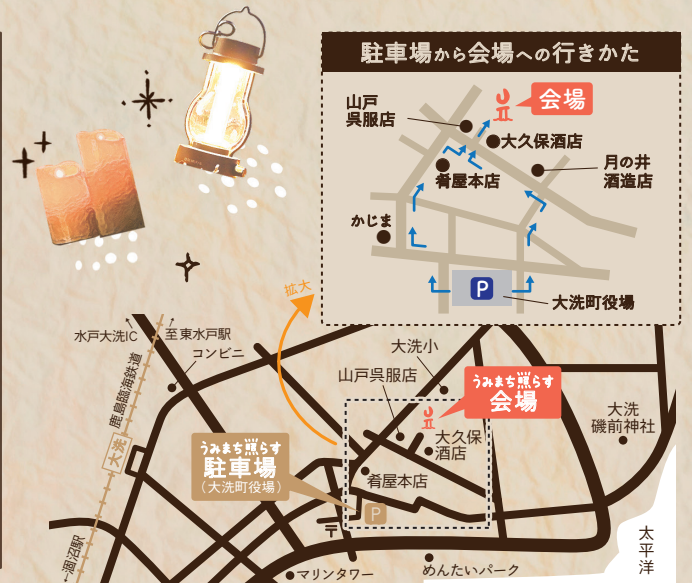 駐車場から会場への行きかた
山戸
呉服店
会場
大久保酒店
月の井
酒造店
肴屋本店
かじま
P
大洗町役場
拡大
水戸大洗IC
至東水戸駅
コンビニ
鹿島臨海鉄道
大洗
大洗小
山戸呉服店
うみまち照らす
会場
大洗
磯前神社
大久保
酒店
うみまち照らす
駐車場
(大洗町役場)
肴屋本店
P
〒
←涸沼駅
マリンタワー
めんたいパーク
太平洋